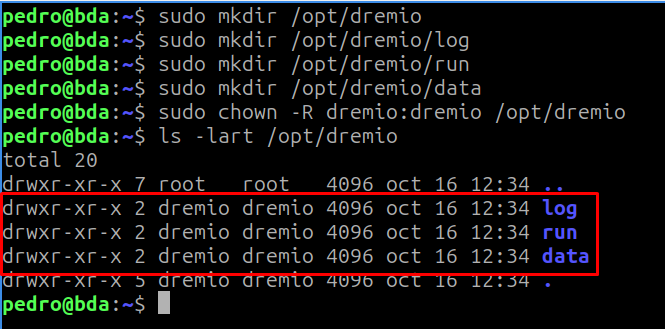 pedro@bda:~$ sudo mkdir /opt/dremio
pedro@bda:~$ sudo mkdir /opt/dremio/log
pedro@bda:~$ sudo mkdir /opt/dremio/run
pedro@bda:~$ sudo mkdir /opt/dremio/data
pedro@bda:~$ sudo chown -R dremio:dremio /opt/dremio
pedro@bda:~$ ls -lart /opt/dremio
total 20
drwxr-xr-x 7 root   root   4096 oct 16 12:34 ..
drwxr-xr-x 2 dremio dremio 4096 oct 16 12:34 log
drwxr-xr-x 2 dremio dremio 4096 oct 16 12:34 run
drwxr-xr-x 2 dremio dremio 4096 oct 16 12:34 data
drwxr-xr-x 5 dremio dremio 4096 oct 16 12:34 .
pedro@bda:~$